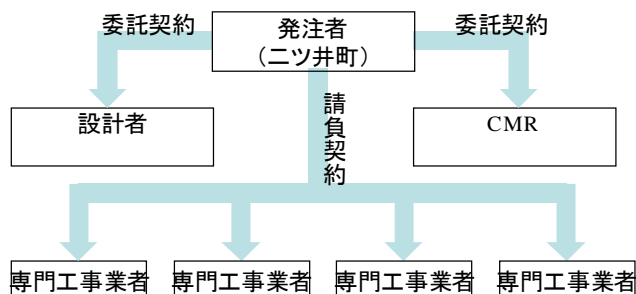 委託契約
発注者
（二ツ井町）
委託契約
設計者
請負契約
CMR
専門工事業者
専門工事業者
専門工事業者
専門工事業者